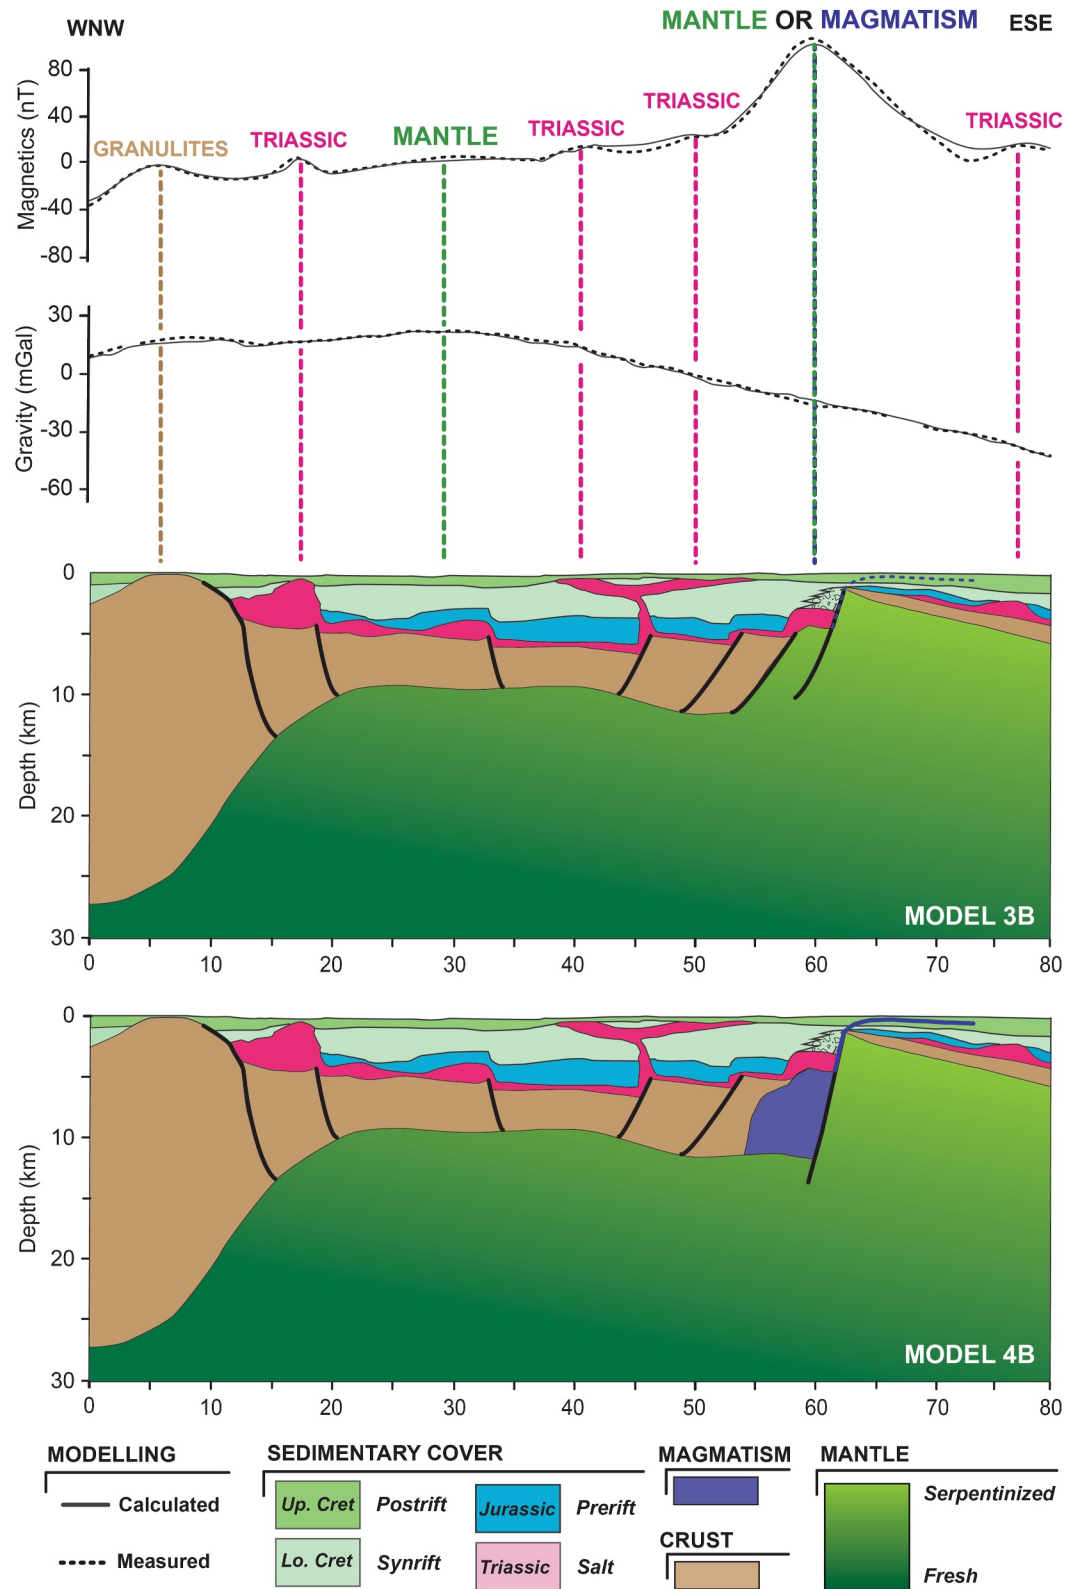 WNW
MANTLE OR MAGMATISM
ESE
Magnetics (nT)
80
40
0
-40
-80
GRANULITES
TRIASSIC
MANTLE
TRIASSIC
TRIASSIC
TRIASSIC
Gravity (mGal)
30
0
-30
-60
Depth (km)
0
10
20
30
MODEL 3B
0 10 20 30 40 50 60 70 80
Depth (km)
0
10
20
30
MODEL 4B
0 10 20 30 40 50 60 70 80
MODELLING
Calculated
Measured
SEDIMENTARY COVER
Up. Cret Postrift
Jurassic Prerift
Lo. Cret Synrift
Triassic Salt
MAGMATISM
CRUST
MANTLE
Serpentinized
Fresh